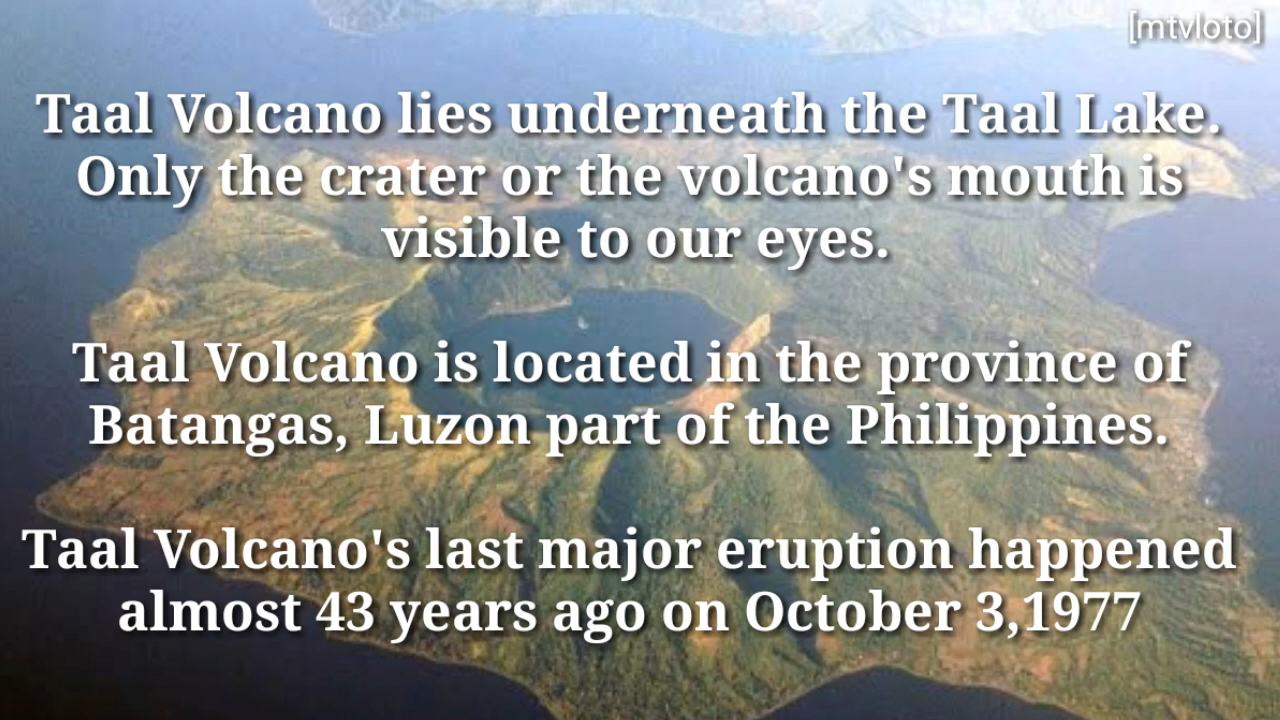 [mtvloto]
Taal Volcano lies underneath the Taal Lake.
Only the crater or the volcano's mouth is
visible to our eyes.
Taal Volcano is located in the province of
Batangas, Luzon part of the Philippines.
Taal Volcano's last major eruption happened
almost 43 years ago on October 3,1977